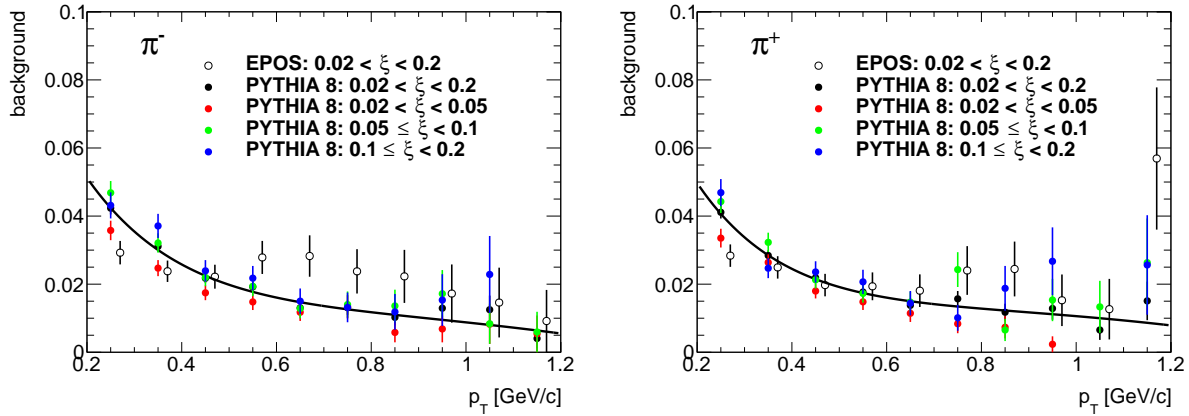 background
0.1
0.08
0.06
0.04
0.02
0
π-
EPOS: 0.02 < ξ < 0.2
PYTHIA 8: 0.02 < ξ < 0.2
PYTHIA 8: 0.02 < ξ < 0.05
PYTHIA 8: 0.05 ≤ ξ < 0.1
PYTHIA 8: 0.1 ≤ ξ < 0.2
0.2 0.4 0.6 0.8 1 1.2
p_T [GeV/c]
background
0.1
0.08
0.06
0.04
0.02
0
π+
EPOS: 0.02 < ξ < 0.2
PYTHIA 8: 0.02 < ξ < 0.2
PYTHIA 8: 0.02 < ξ < 0.05
PYTHIA 8: 0.05 ≤ ξ < 0.1
PYTHIA 8: 0.1 ≤ ξ < 0.2
0.2 0.4 0.6 0.8 1 1.2
p_T [GeV/c]